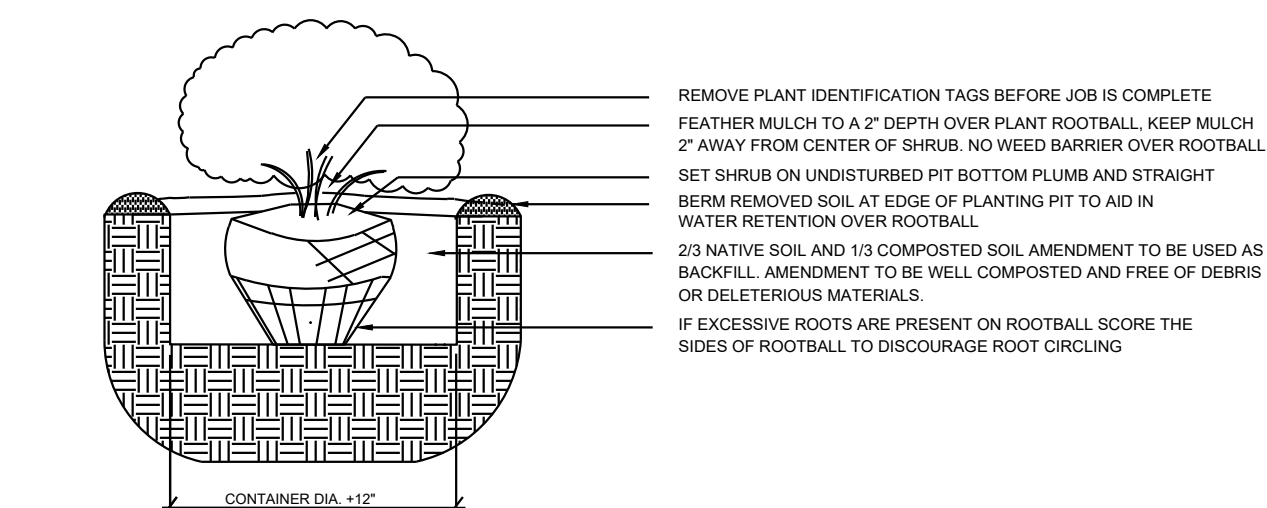 REMOVE PLANT IDENTIFICATION TAGS BEFORE JOB IS COMPLETE
FEATHER MULCH TO A 2" DEPTH OVER PLANT ROOTBALL, KEEP MULCH
2" AWAY FROM CENTER OF SHRUB. NO WEED BARRIER OVER ROOTBALL
SET SHRUB ON UNDISTURBED PIT BOTTOM PLUMB AND STRAIGHT
BERM REMOVED SOIL AT EDGE OF PLANTING PIT TO AID IN
WATER RETENTION OVER ROOTBALL
2/3 NATIVE SOIL AND 1/3 COMPOSTED SOIL AMENDMENT TO BE USED AS
BACKFILL. AMENDMENT TO BE WELL COMPOSTED AND FREE OF DEBRIS
OR DELETERIOUS MATERIALS.
IF EXCESSIVE ROOTS ARE PRESENT ON ROOTBALL SCORE THE
SIDES OF ROOTBALL TO DISCOURAGE ROOT CIRCLING
CONTAINER DIA. +12"